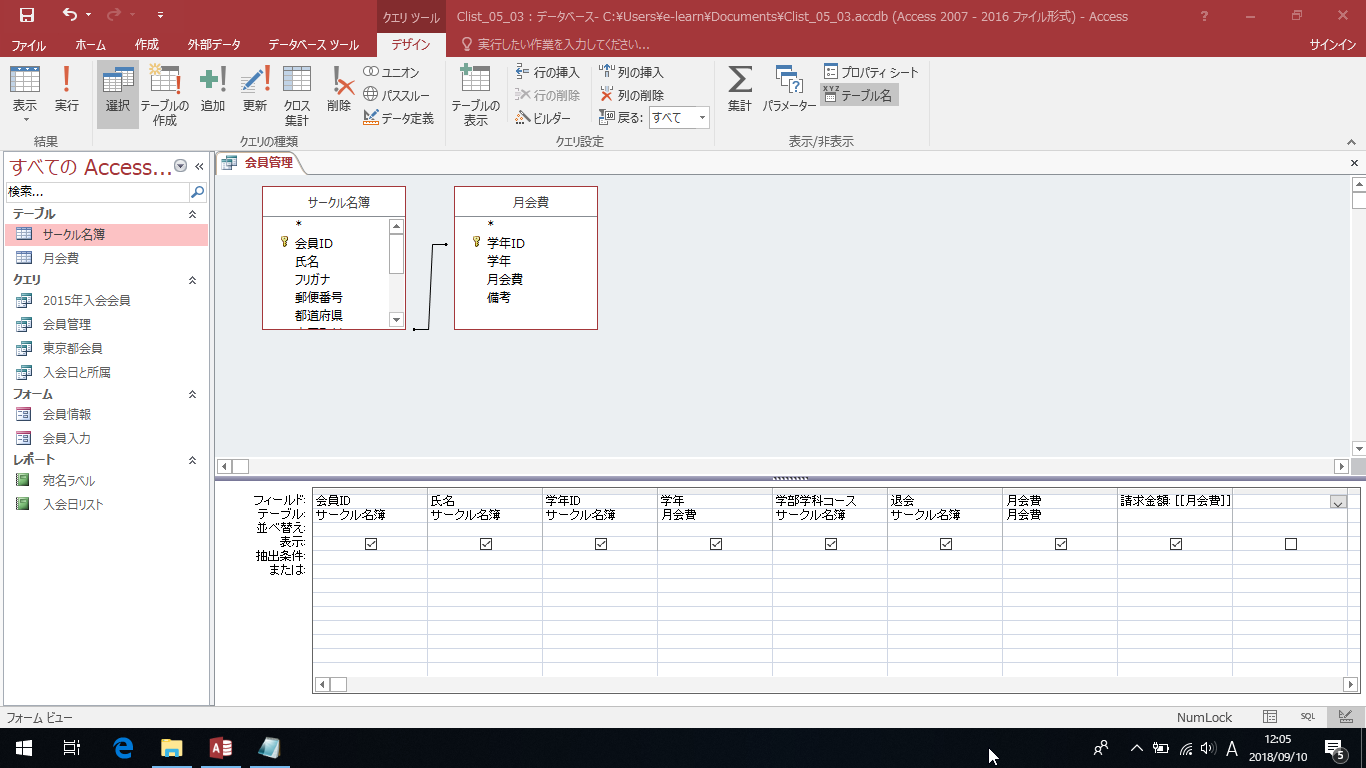 クエリ ツール
Clist_05_03 : データベース- C:¥Users¥e-learn¥Documents¥Clist_05_03.accdb (Access 2007 - 2016 ファイル形式) - Access
ファイル ホーム 作成 外部データ データベース ツール デザイン 実行したい作業を入力してください... サインイン
表示 実行 選択 テーブルの作成 追加 更新 クロス集計 削除
ユニオン
パススルー
データ定義
テーブルの表示
行の挿入
行の削除
ビルダー
列の挿入
列の削除
戻る: すべて
集計 パラメーター
プロパティ シート
XYZ テーブル名
結果 クエリの種類 クエリ設定 表示/非表示
すべての Access...
検索...
テーブル
サークル名簿
月会費
クエリ
2015年入会会員
会員管理
東京都会員
入会日と所属
フォーム
会員情報
会員入力
レポート
宛名ラベル
入会日リスト
会員管理
サークル名簿
*
会員ID
氏名
フリガナ
郵便番号
都道府県
月会費
*
学年ID
学年
月会費
備考
フィールド: 会員ID 氏名 学年ID 学年 学部学科コース 退会 月会費 請求金額: [[月会費]]
テーブル: サークル名簿 サークル名簿 サークル名簿 月会費 サークル名簿 サークル名簿 月会費
並べ替え:
表示:
抽出条件:
または:
フォーム ビュー
NumLock SQL
A
12:05
2018/09/10
5